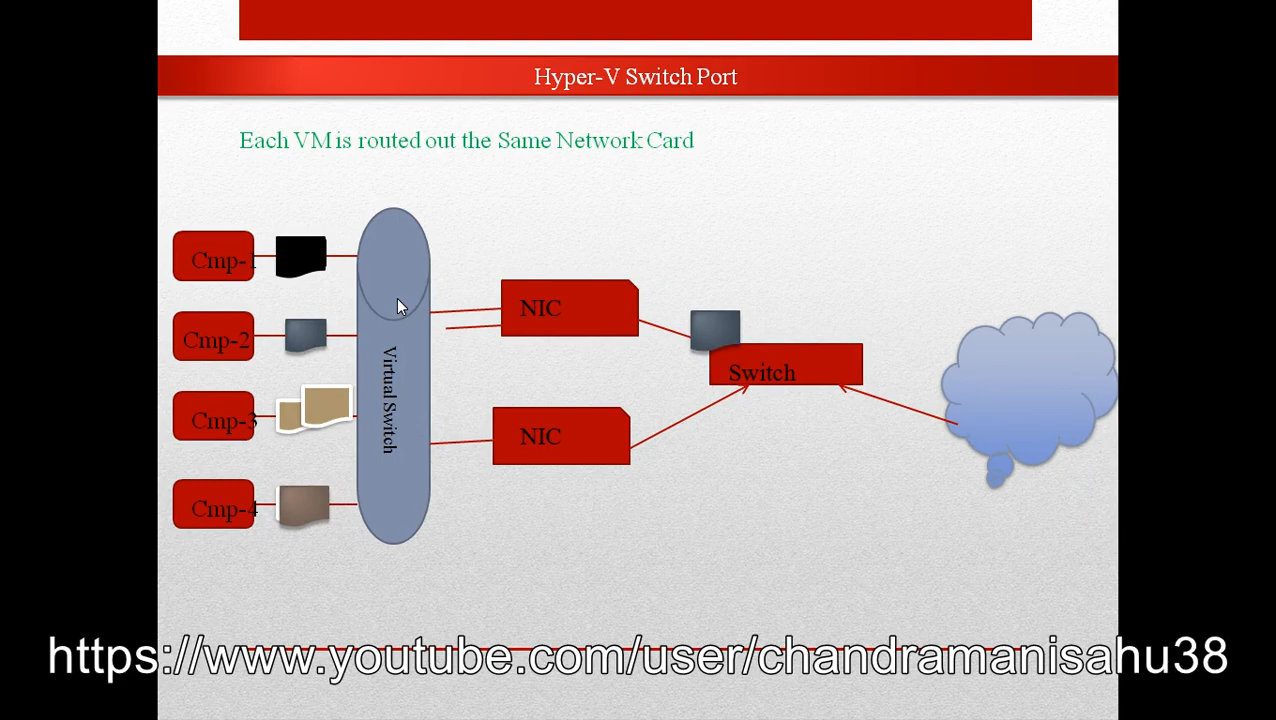 Hyper-V Switch Port
Each VM is routed out the Same Network Card
Cmp-1
Cmp-2
Cmp-3
Cmp-4
Virtual Switch
NIC
NIC
Switch
https://www.youtube.com/user/chandramanisahu38